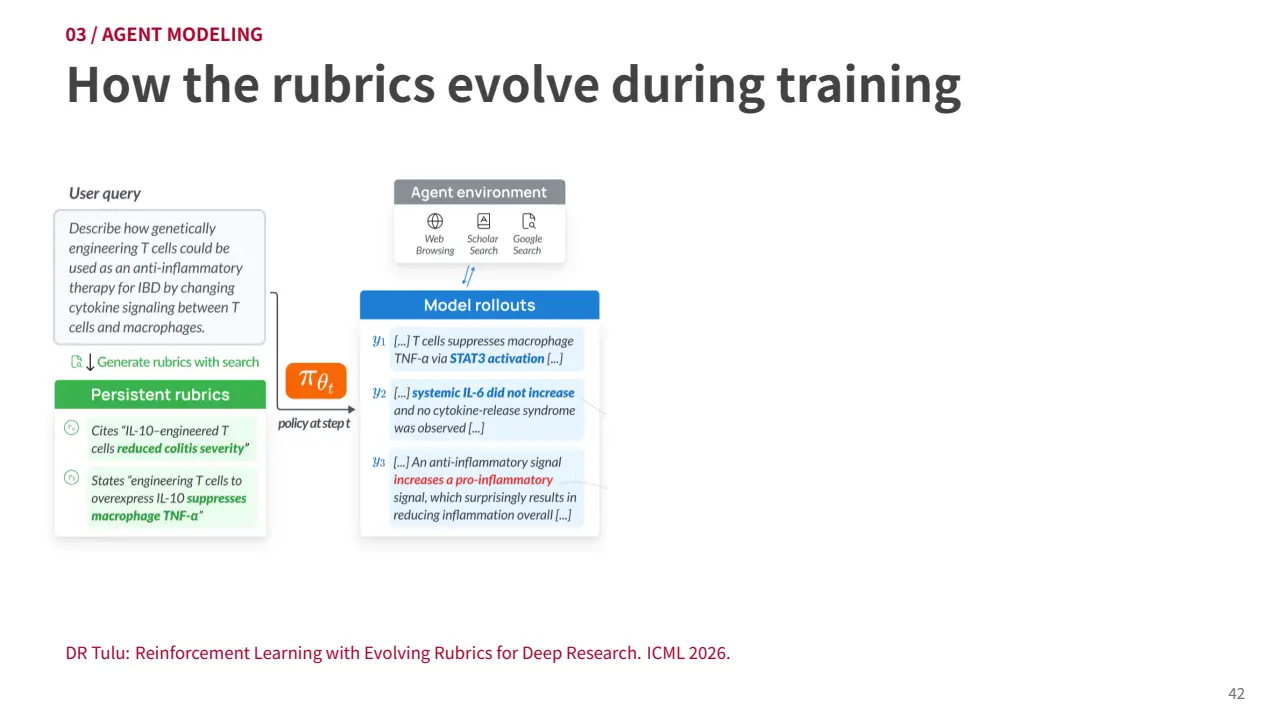 03 / AGENT MODELING
How the rubrics evolve during training
User query
Describe how genetically
engineering T cells could be
used as an anti-inflammatory
therapy for IBD by changing
cytokine signaling between T
cells and macrophages.
Generate rubrics with search
Persistent rubrics
Cites “IL-10–engineered T
cells reduced colitis severity”
States “engineering T cells to
overexpress IL-10 suppresses
macrophage TNF-α”
πθt
policy at step t
Agent environment
Web
Browsing
Scholar
Search
Google
Search
Model rollouts
y1 [...] T cells suppresses macrophage
TNF-α via STAT3 activation [...]
y2 [...] systemic IL-6 did not increase
and no cytokine-release syndrome
was observed [...]
y3 [...] An anti-inflammatory signal
increases a pro-inflammatory
signal, which surprisingly results in
reducing inflammation overall [...]
DR Tulu: Reinforcement Learning with Evolving Rubrics for Deep Research. ICML 2026.
42